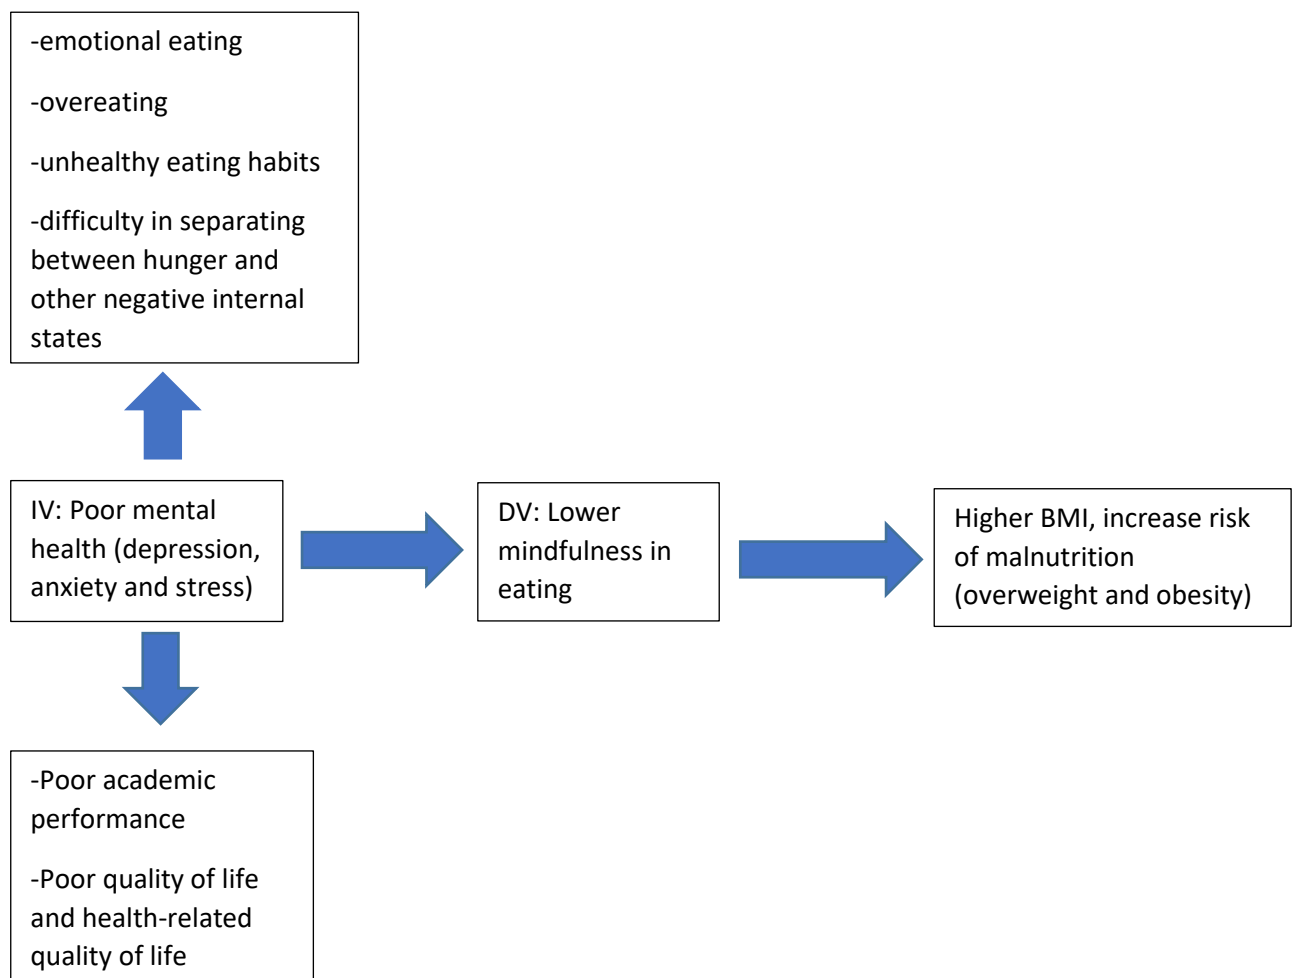 -emotional eating
-overeating
-unhealthy eating habits
-difficulty in separating
between hunger and
other negative internal
states
IV: Poor mental
health (depression,
anxiety and stress)
DV: Lower
mindfulness in
eating
Higher BMI, increase risk
of malnutrition
(overweight and obesity)
-Poor academic
performance
-Poor quality of life
and health-related
quality of life